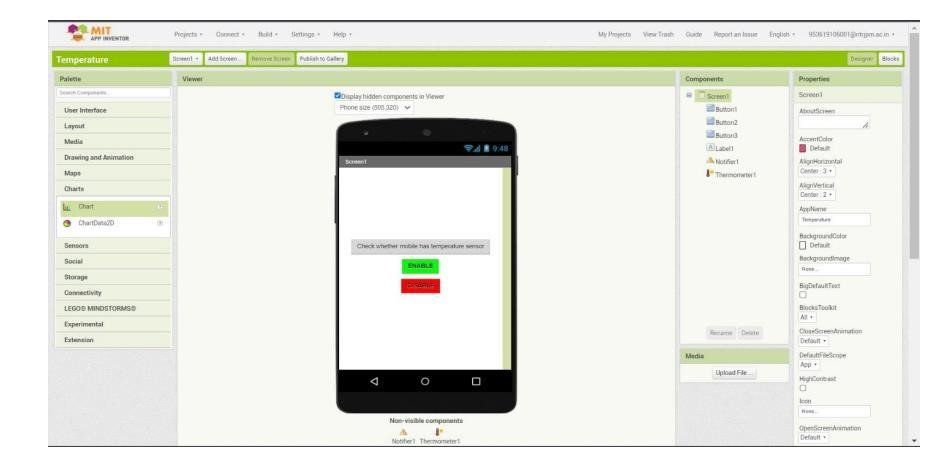 MIT
APP INVENTOR
Projects Connect Build Settings Help My Projects View Trash Guide Report an Issue English 953619106001@ritrjpm.ac.in
Temperature Screen1 Add Screen ... Remove Screen Publish to Gallery Designer Blocks
Palette
Search Components...
User Interface
Layout
Media
Drawing and Animation
Maps
Charts
Chart
ChartData2D
Sensors
Social
Storage
Connectivity
LEGO® MINDSTORMS®
Experimental
Extension
Viewer
Display hidden components in Viewer
Phone size (505,320)
9:48
Screen1
Check whether mobile has temperature sensor
ENABLE
DISABLE
Non-visible components
Notifier1 Thermometer1
Components
Screen1
Button1
Button2
Button3
Label1
Notifier1
Thermometer1
Rename Delete
Media
Upload File ...
Properties
Screen1
AboutScreen
AccentColor
Default
AlignHorizontal
Center : 3
AlignVertical
Center : 2
AppName
Temperature
BackgroundColor
Default
BackgroundImage
None...
BigDefaultText
BlocksToolkit
All
CloseScreenAnimation
Default
DefaultFileScope
App
HighContrast
Icon
None...
OpenScreenAnimation
Default